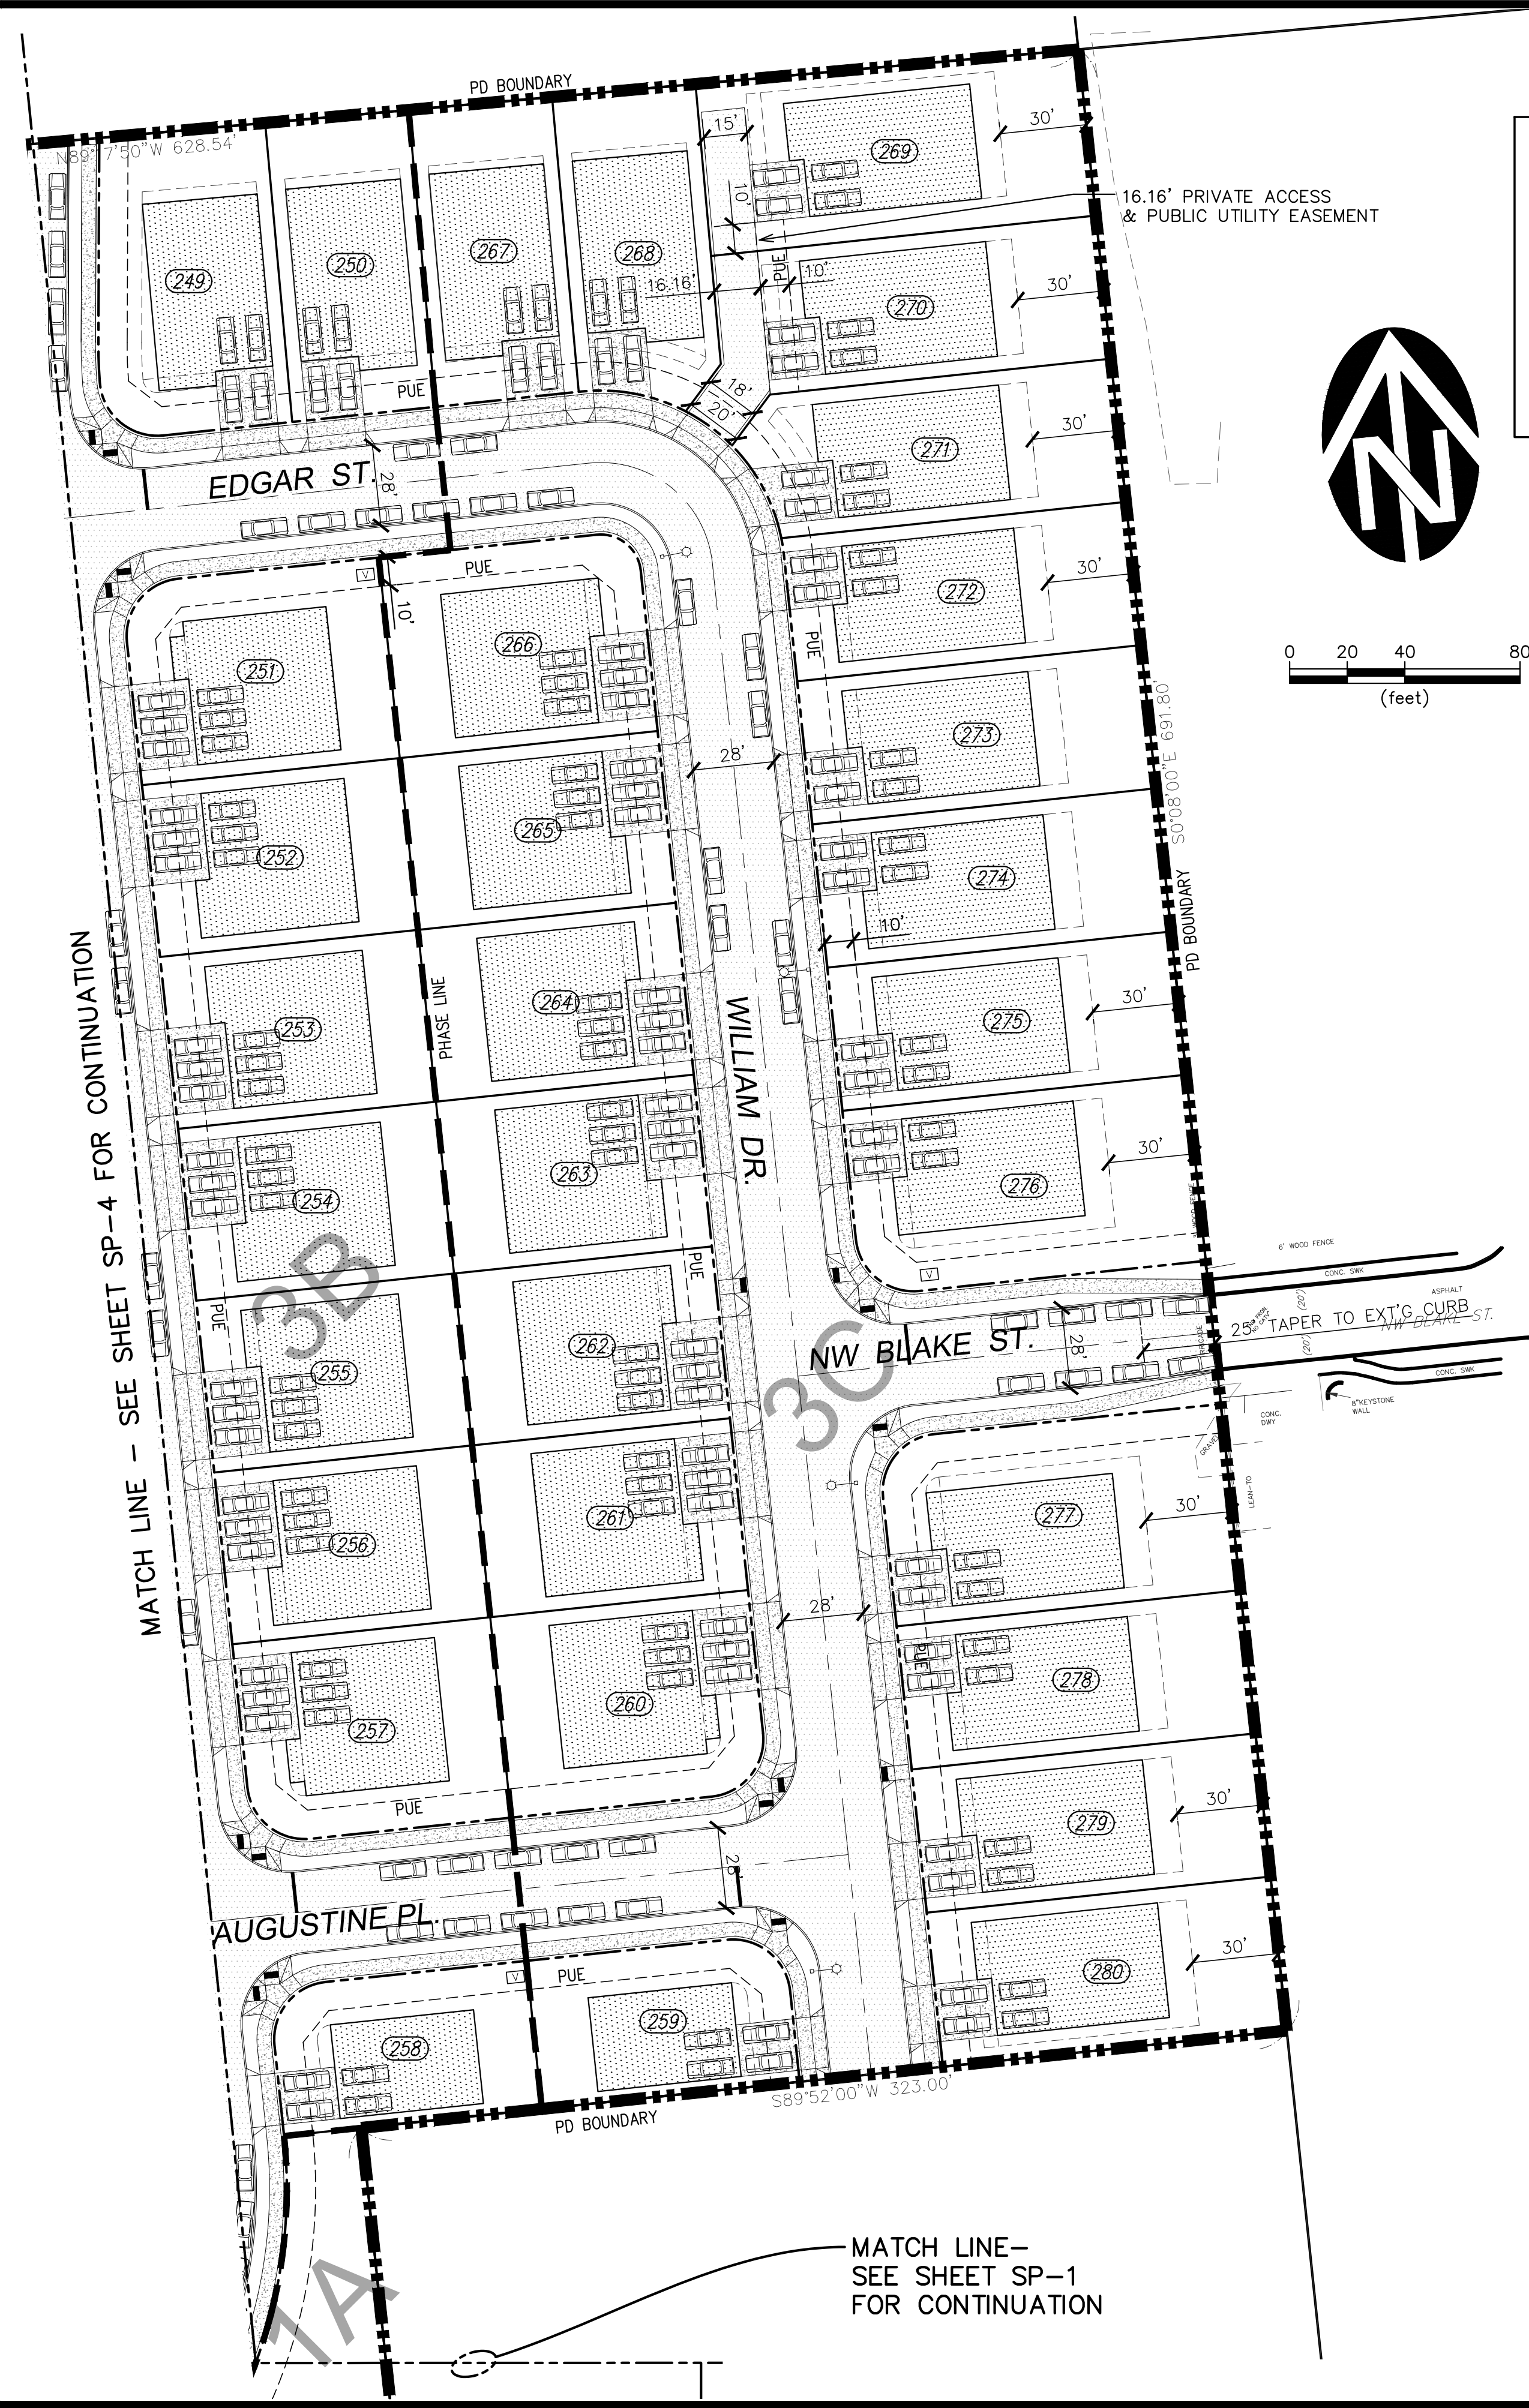 PD BOUNDARY
N89°17'50"W 628.54'
15'
30'
269
10'
16.16' PRIVATE ACCESS
& PUBLIC UTILITY EASEMENT
249
250
267
268
PUE
16.16'
10'
270
30'
PUE
18'
20'
EDGAR ST.
28'
271
30'
PUE
10'
272
30'
PUE
0 20 40 80
(feet)
251
266
273
28'
S0°08'00"E 691.80'
PD BOUNDARY
252
265
274
10'
MATCH LINE - SEE SHEET SP-4 FOR CONTINUATION
PHASE LINE
253
264
WILLIAM DR.
275
30'
254
263
276
30'
WOOD FENCE
3B
PUE
PUE
6' WOOD FENCE
CONC. SWK
ASPHALT
255
262
3C
NW BLAKE ST.
28'
25' TAPER TO EXT'G CURB
(20')
(20')
NW BLAKE ST.
CONC. SWK
8"KEYSTONE
WALL
CONC.
DWY
GRAVEL
LEAN-TO
256
261
277
30'
28'
257
260
PUE
278
PUE
28'
279
30'
AUGUSTINE PL.
PUE
258
259
280
30'
S89°52'00"W 323.00'
PD BOUNDARY
1A
MATCH LINE-
SEE SHEET SP-1
FOR CONTINUATION
N
V
V
V